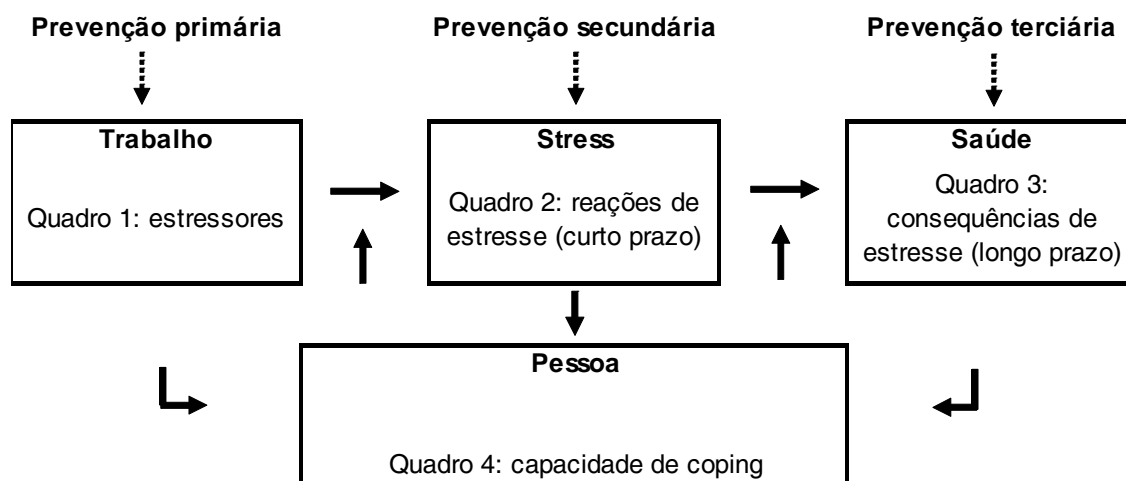 Prevenção primária
Prevenção secundária
Prevenção terciária
Trabalho
Quadro 1: estressores
Stress
Quadro 2: reações de
estresse (curto prazo)
Saúde
Quadro 3:
consequências de
estresse (longo prazo)
Pessoa
Quadro 4: capacidade de coping